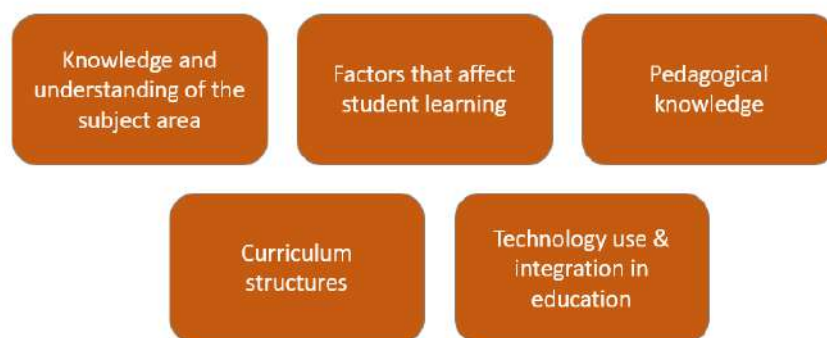 Knowledge and
understanding of the
subject area
Factors that affect
student learning
Pedagogical
knowledge
Curriculum
structures
Technology use &
integration in
education